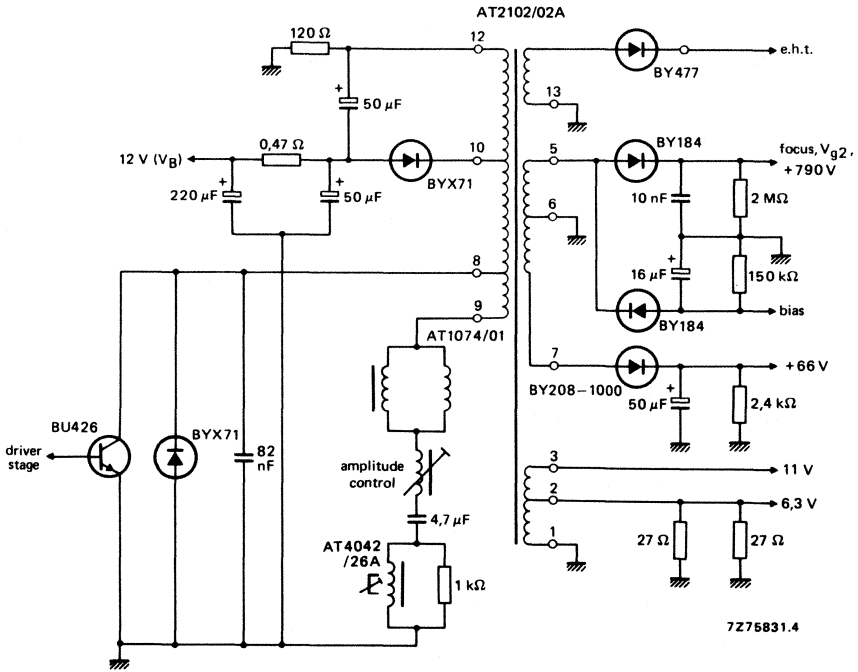 AT2102/02A
120 Ω
12
e.h.t.
BY477
+
50 μF
13
0,47 Ω
10
5
BY184
focus, Vg2,
+790 V
12 V (VB)
BYX71
+
220 μF
+
50 μF
6
10 nF
2 MΩ
8
+
16 μF
150 kΩ
9
bias
BY184
AT1074/01
7
+66 V
BY208–1000
+
50 μF
2,4 kΩ
BU426
BYX71
driver
stage
82
nF
amplitude
control
3
11 V
2
6,3 V
4,7 μF
1
27 Ω
27 Ω
AT4042
/26A
1 kΩ
7Z75831.4